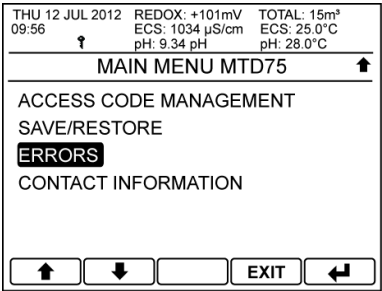 THU 12 JUL 2012 REDOX: +101mV TOTAL: 15m³
09:56 ECS: 1034 µS/cm ECS: 25.0°C
pH: 9.34 pH pH: 28.0°C
MAIN MENU MTD75
ACCESS CODE MANAGEMENT
SAVE/RESTORE
ERRORS
CONTACT INFORMATION
EXIT